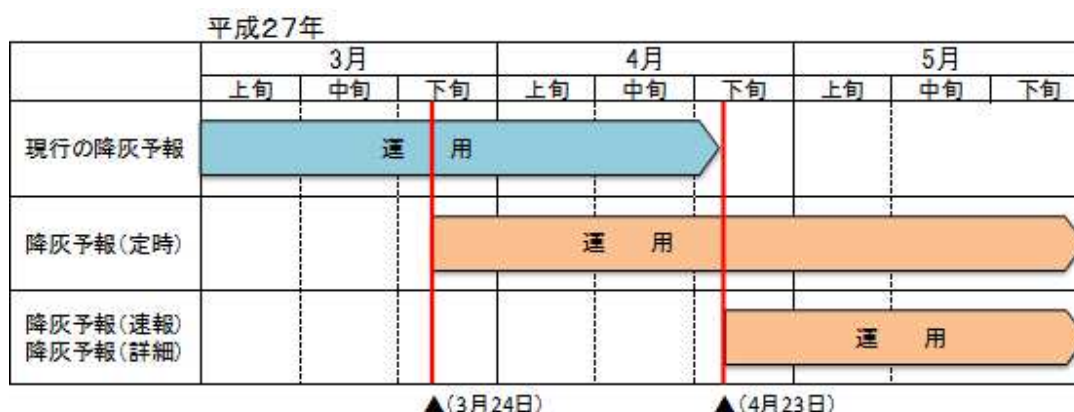 平成27年
3月 4月 5月
上旬 中旬 下旬 上旬 中旬 下旬 上旬 中旬 下旬
現行の降灰予報 運 用
降灰予報(定時) 運 用
降灰予報(速報)
降灰予報(詳細) 運 用
▲(3月24日) ▲(4月23日)